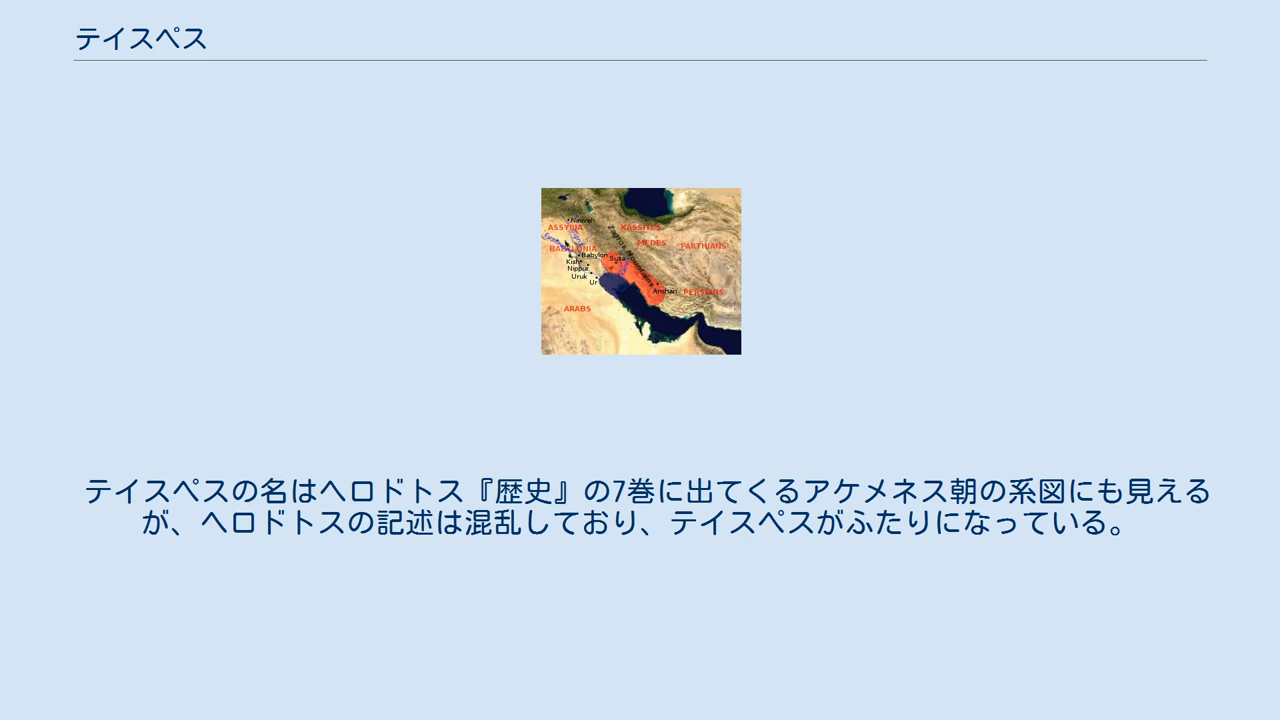 テイスペス
Nineveh
ASSYRIA
KASSITES
MEDES
PARTHIANS
BABYLONIA
Babylon
Susa
Kish
Nippur
Uruk
Ur
Anshan
PERSIANS
ARABS
Zagros Mountains
テイスペスの名はヘロドトス『歴史』の7巻に出てくるアケメネス朝の系図にも見える
が、ヘロドトスの記述は混乱しており、テイスペスがふたりになっている。